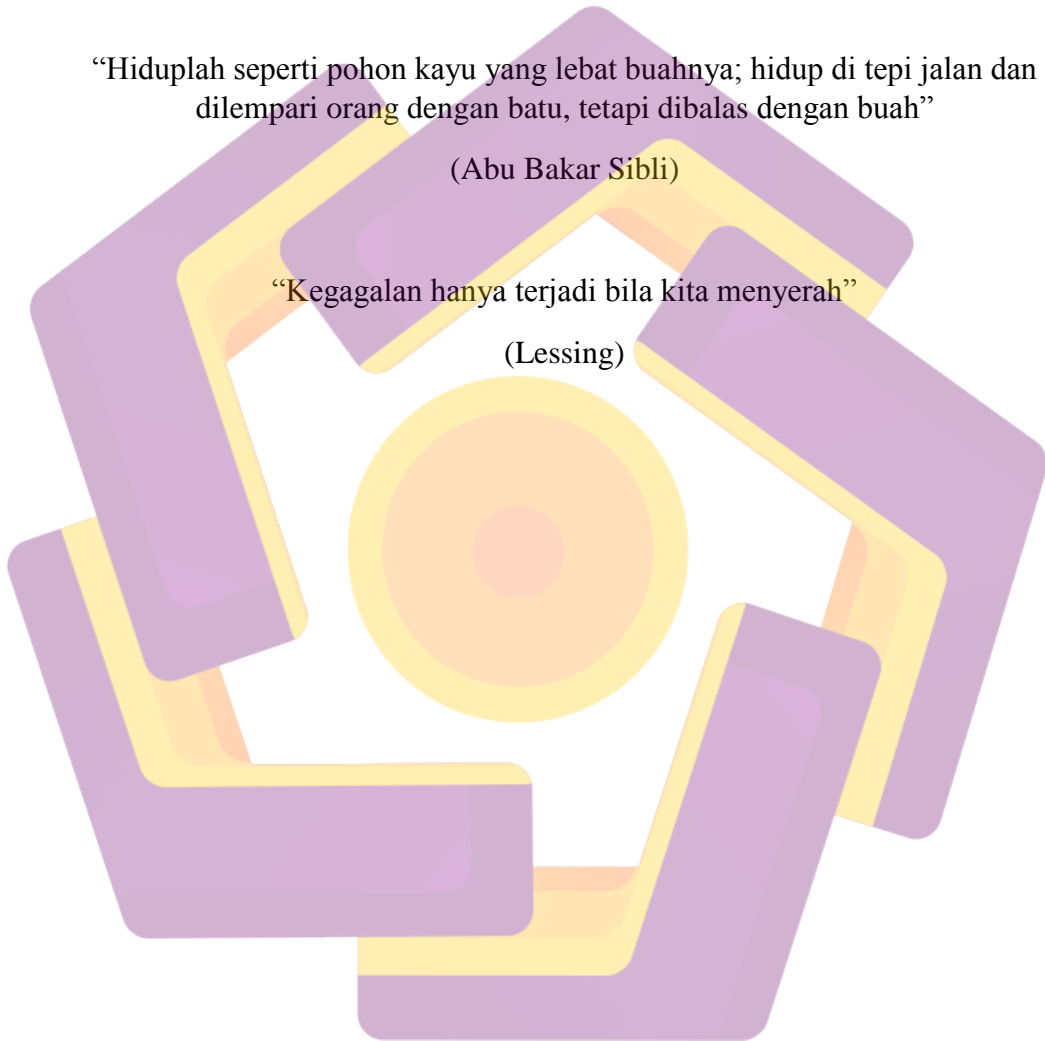 “Hiduplah seperti pohon kayu yang lebat buahnya; hidup di tepi jalan dan
dilempari orang dengan batu, tetapi dibalas dengan buah”
(Abu Bakar Sibli)
“Kegagalan hanya terjadi bila kita menyerah”
(Lessing)